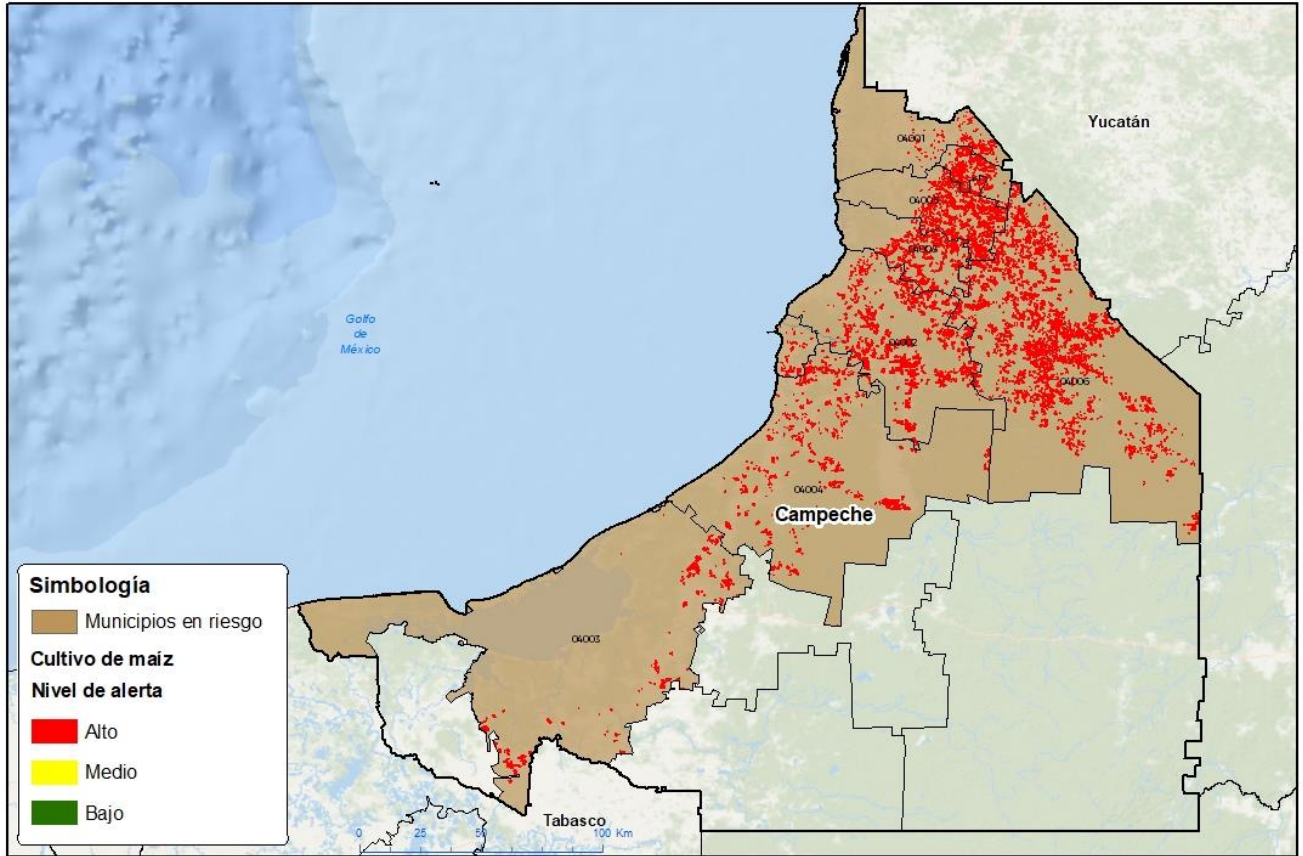 Yucatán
04001
04005
04002
04006
04004
Campeche
04003
Golfo
de
México
Simbología
Municipios en riesgo
Cultivo de maíz
Nivel de alerta
Alto
Medio
Bajo
Tabasco
0 25 50 100 Km